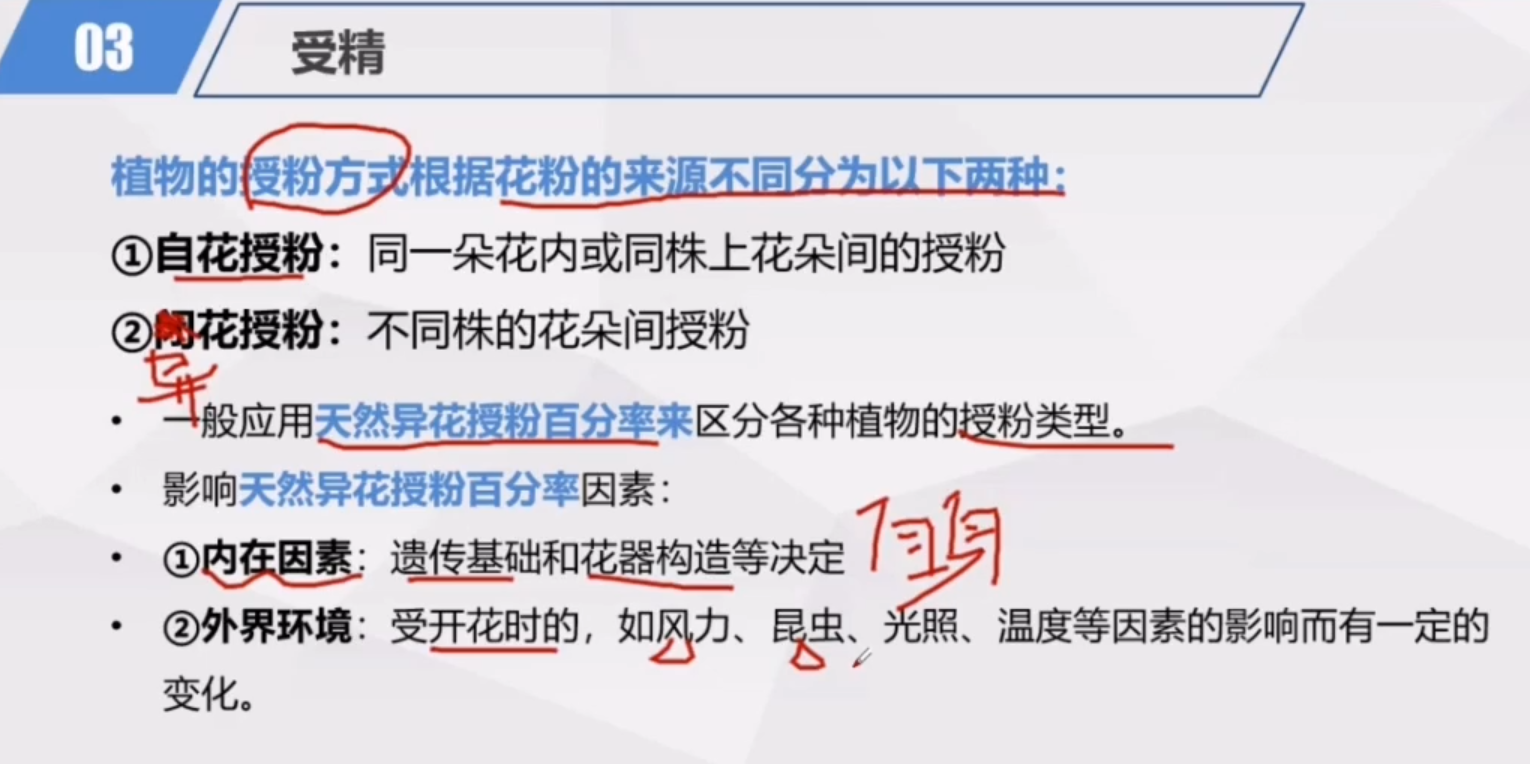 03
受精
植物的授粉方式根据花粉的来源不同分为以下两种：
①自花授粉：同一朵花内或同株上花朵间的授粉
②闭花授粉：不同株的花朵间授粉
异
• 一般应用天然异花授粉百分率来区分各种植物的授粉类型。
• 影响天然异花授粉百分率因素：
• ①内在因素：遗传基础和花器构造等决定
自身
• ②外界环境：受开花时的，如风力、昆虫、光照、温度等因素的影响而有一定的
变化。